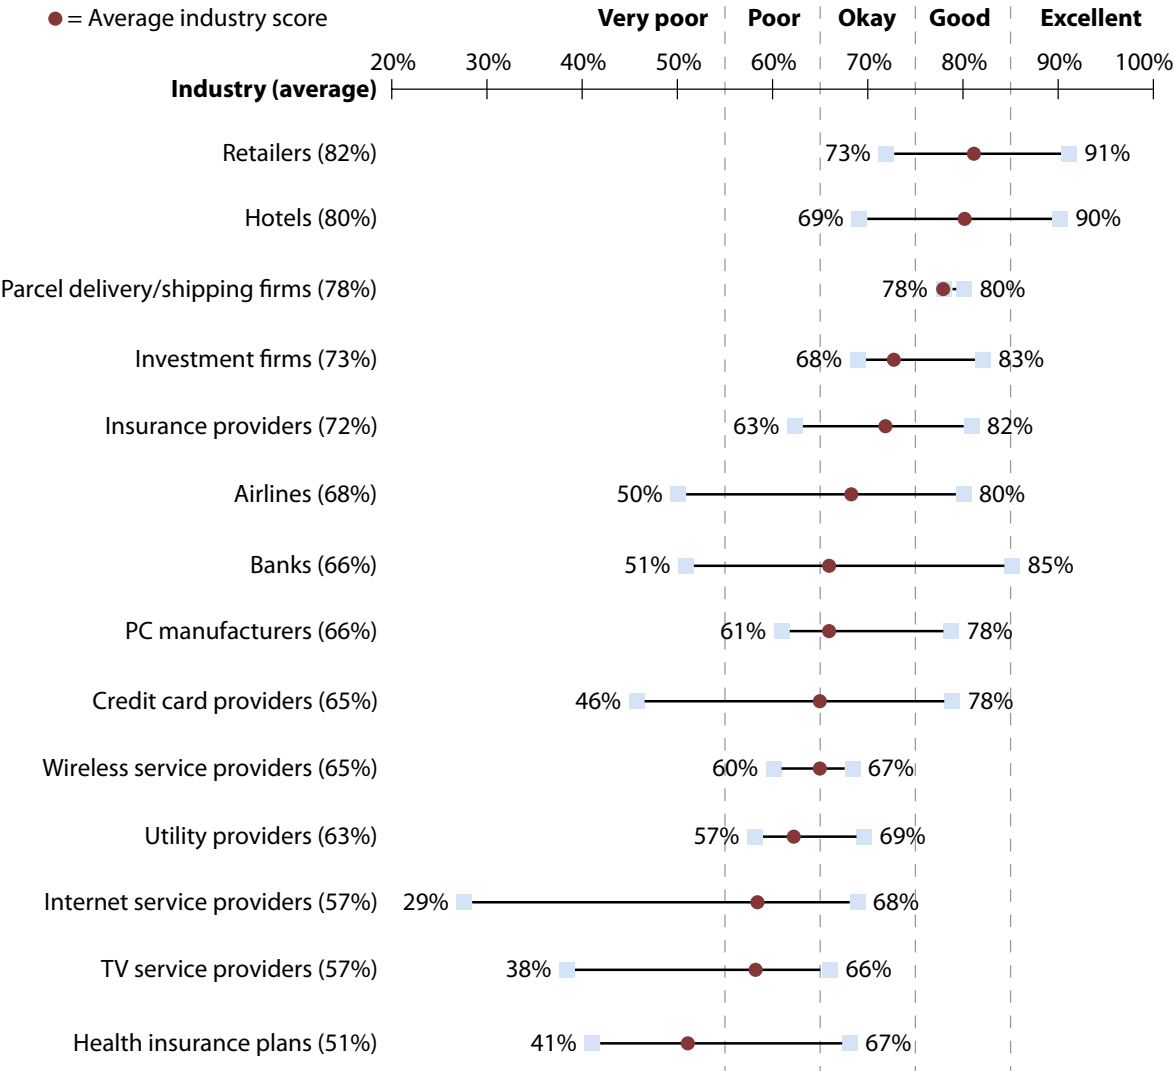 = Average industry score
Very poor Poor Okay Good Excellent
20% 30% 40% 50% 60% 70% 80% 90% 100%
Industry (average)
Retailers (82%) 73% 91%
Hotels (80%) 69% 90%
Parcel delivery/shipping firms (78%) 78% 80%
Investment firms (73%) 68% 83%
Insurance providers (72%) 63% 82%
Airlines (68%) 50% 80%
Banks (66%) 51% 85%
PC manufacturers (66%) 61% 78%
Credit card providers (65%) 46% 78%
Wireless service providers (65%) 60% 67%
Utility providers (63%) 57% 69%
Internet service providers (57%) 29% 68%
TV service providers (57%) 38% 66%
Health insurance plans (51%) 41% 67%